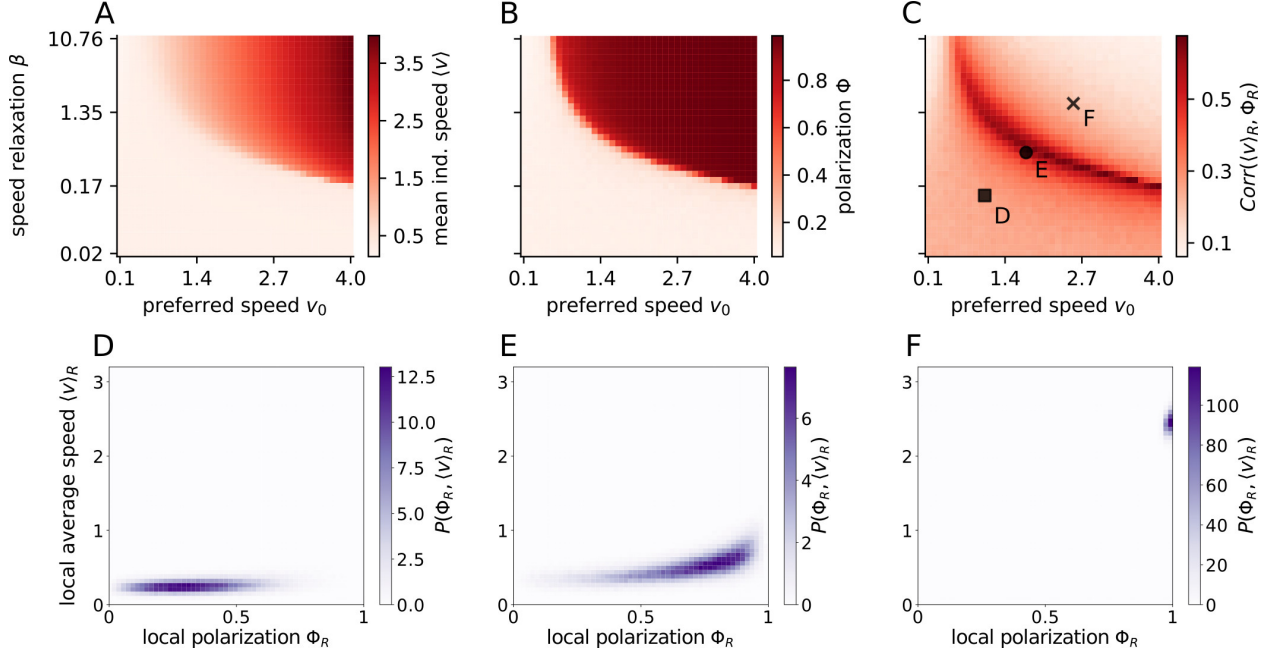 A
speed relaxation β
10.76
1.35
0.17
0.02
0.1 1.4 2.7 4.0
preferred speed v₀
3.5
2.5
1.5
0.5
mean ind. speed ⟨v⟩
B
0.1 1.4 2.7 4.0
preferred speed v₀
0.8
0.6
0.4
0.2
polarization Φ
C
F
E
D
0.1 1.4 2.7 4.0
preferred speed v₀
0.5
0.3
0.1
Corr(⟨v⟩R, ΦR)
D
local average speed ⟨v⟩R
3
2
1
0
0 0.5 1
local polarization ΦR
12.5
10.0
7.5
5.0
2.5
0.0
P(ΦR, ⟨v⟩R)
E
3
2
1
0
0 0.5 1
local polarization ΦR
6
4
2
0
P(ΦR, ⟨v⟩R)
F
3
2
1
0
0 0.5 1
local polarization ΦR
100
80
60
40
20
0
P(ΦR, ⟨v⟩R)